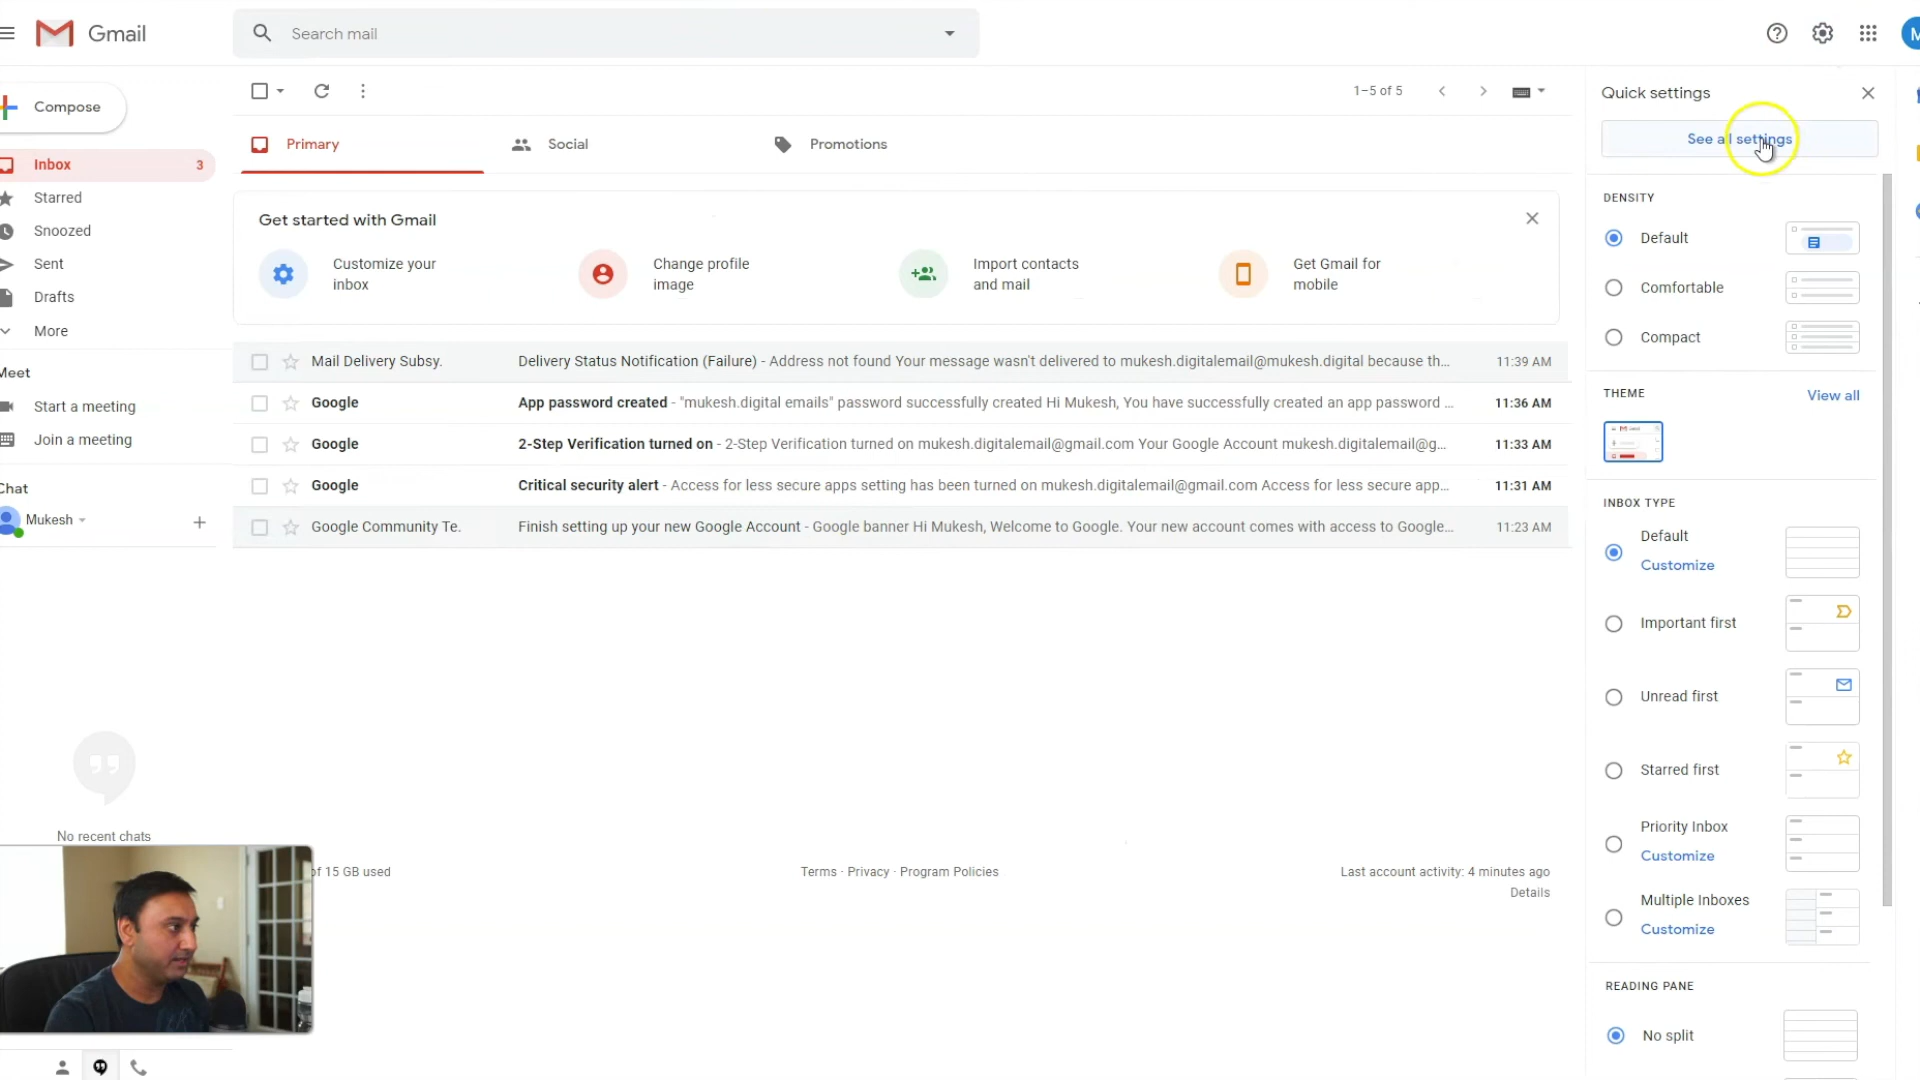 Gmail
Search mail
Compose
Inbox 3
Starred
Snoozed
Sent
Drafts
More
Meet
Start a meeting
Join a meeting
Chat
Mukesh
No recent chats
1–5 of 5
Primary
Social
Promotions
Get started with Gmail
Customize your
inbox
Change profile
image
Import contacts
and mail
Get Gmail for
mobile
Mail Delivery Subsy. Delivery Status Notification (Failure) - Address not found Your message wasn't delivered to mukesh.digitalemail@mukesh.digital because th... 11:39 AM
Google App password created - "mukesh.digital emails" password successfully created Hi Mukesh, You have successfully created an app password ... 11:36 AM
Google 2-Step Verification turned on - 2-Step Verification turned on mukesh.digitalemail@gmail.com Your Google Account mukesh.digitalemail@g... 11:33 AM
Google Critical security alert - Access for less secure apps setting has been turned on mukesh.digitalemail@gmail.com Access for less secure app... 11:31 AM
Google Community Te. Finish setting up your new Google Account - Google banner Hi Mukesh, Welcome to Google. Your new account comes with access to Google... 11:23 AM
of 15 GB used
Terms · Privacy · Program Policies
Last account activity: 4 minutes ago
Details
Quick settings
See all settings
DENSITY
Default
Comfortable
Compact
THEME View all
INBOX TYPE
Default
Customize
Important first
Unread first
Starred first
Priority Inbox
Customize
Multiple Inboxes
Customize
READING PANE
No split
M